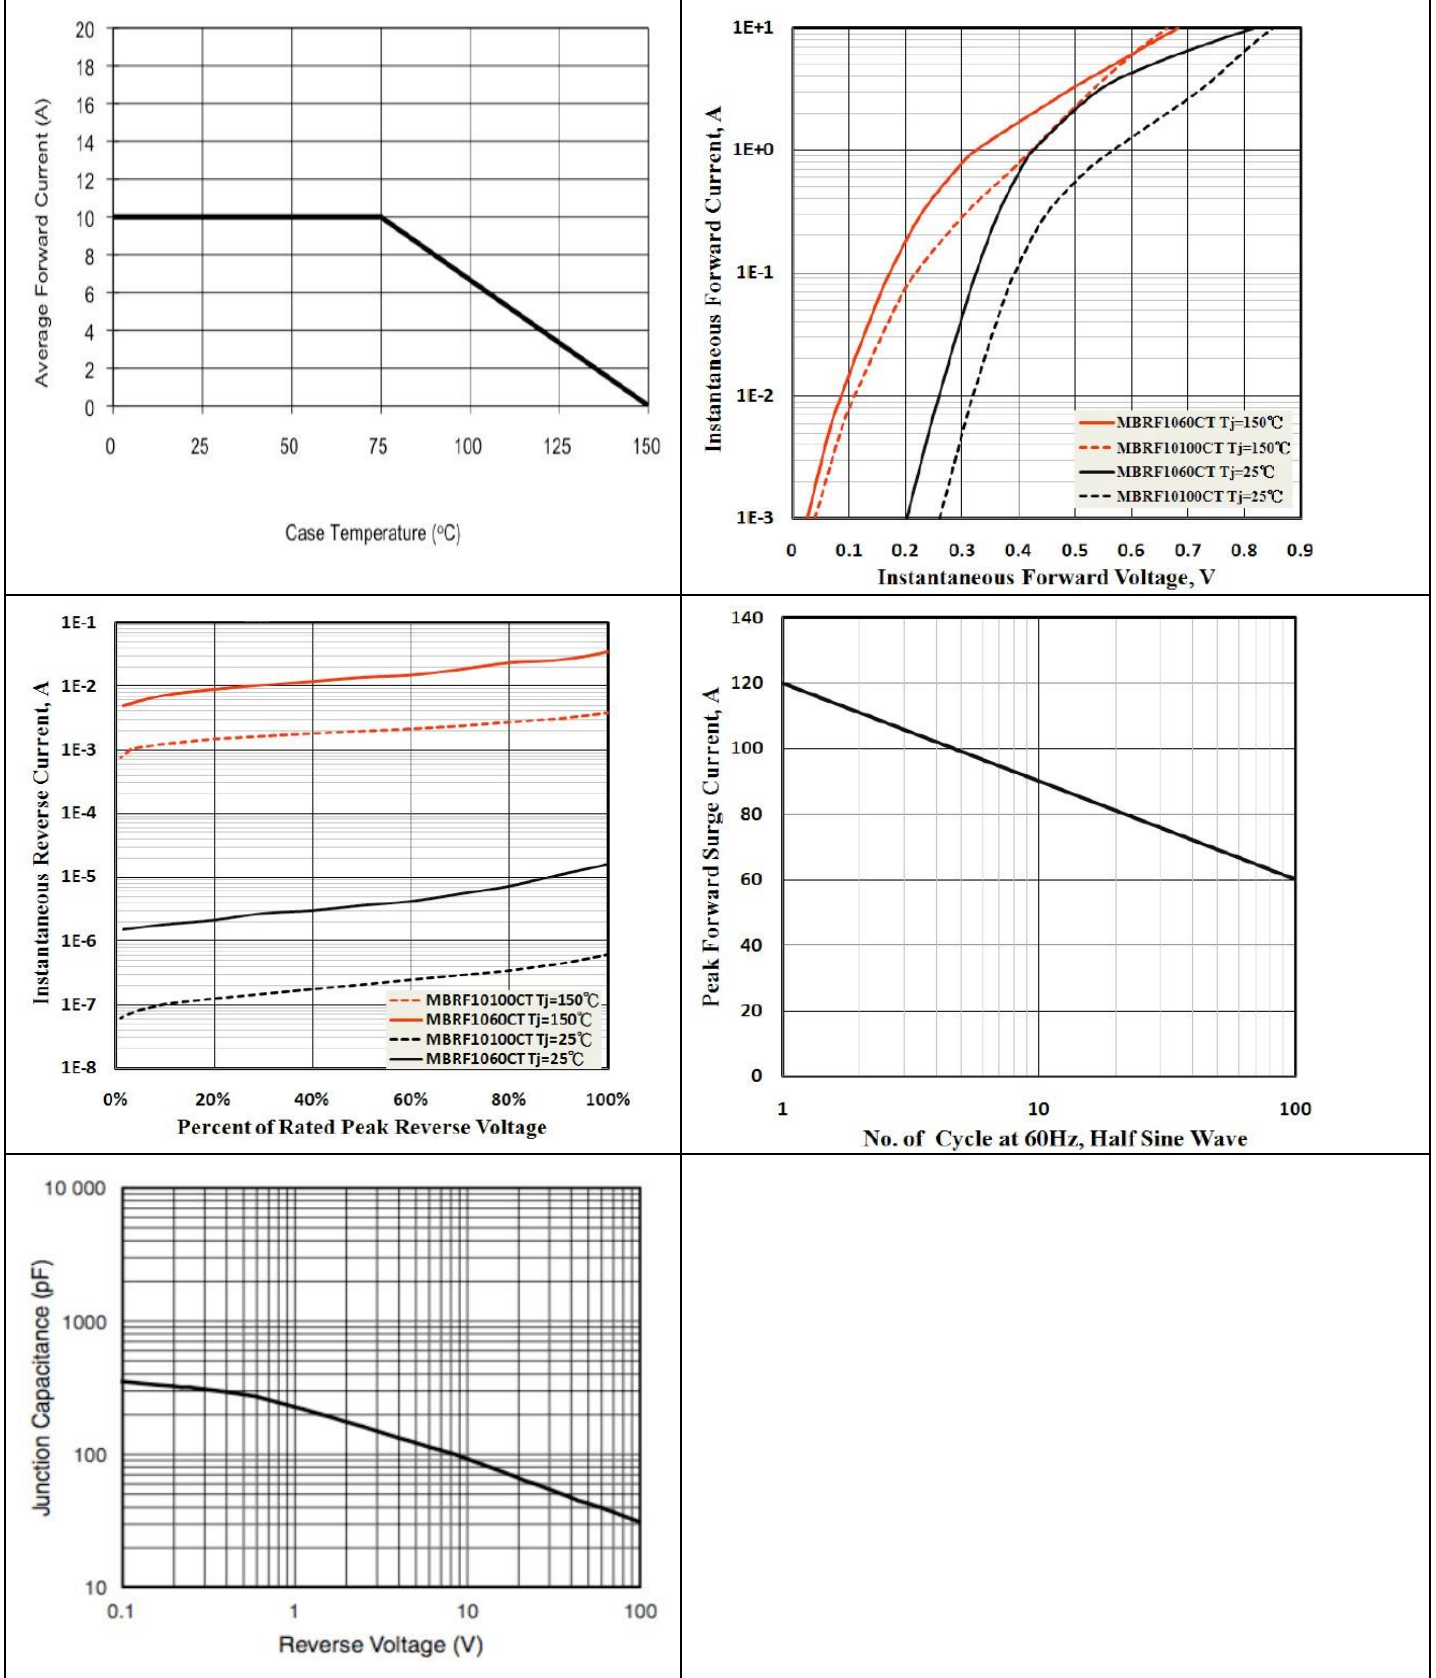 20
18
16
14
12
10
8
6
4
2
0
Average Forward Current (A)
0 25 50 75 100 125 150
Case Temperature (ºC)
1E+1
1E+0
1E-1
1E-2
1E-3
Instantaneous Forward Current, A
MBRF1060CT Tj=150℃
MBRF10100CT Tj=150℃
MBRF1060CT Tj=25℃
MBRF10100CT Tj=25℃
0 0.1 0.2 0.3 0.4 0.5 0.6 0.7 0.8 0.9
Instantaneous Forward Voltage, V
1E-1
1E-2
1E-3
1E-4
1E-5
1E-6
1E-7
1E-8
Instantaneous Reverse Current, A
MBRF10100CT Tj=150℃
MBRF1060CT Tj=150℃
MBRF10100CT Tj=25℃
MBRF1060CT Tj=25℃
0% 20% 40% 60% 80% 100%
Percent of Rated Peak Reverse Voltage
140
120
100
80
60
40
20
0
Peak Forward Surge Current, A
1 10 100
No. of Cycle at 60Hz, Half Sine Wave
10 000
1000
100
10
Junction Capacitance (pF)
0.1 1 10 100
Reverse Voltage (V)